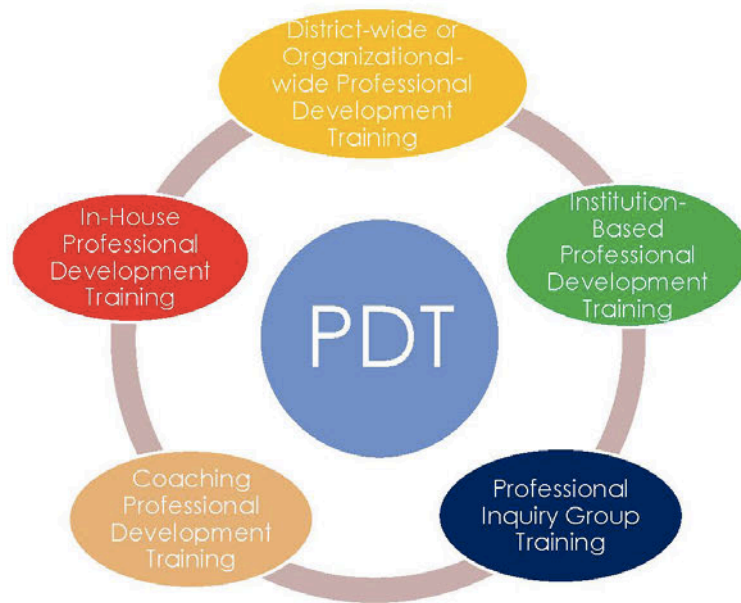 District-wide or
Organizational-
wide Professional
Development
Training
In-House
Professional
Development
Training
Institution-
Based
Professional
Development
Training
PDT
Coaching
Professional
Development
Training
Professional
Inquiry Group
Training